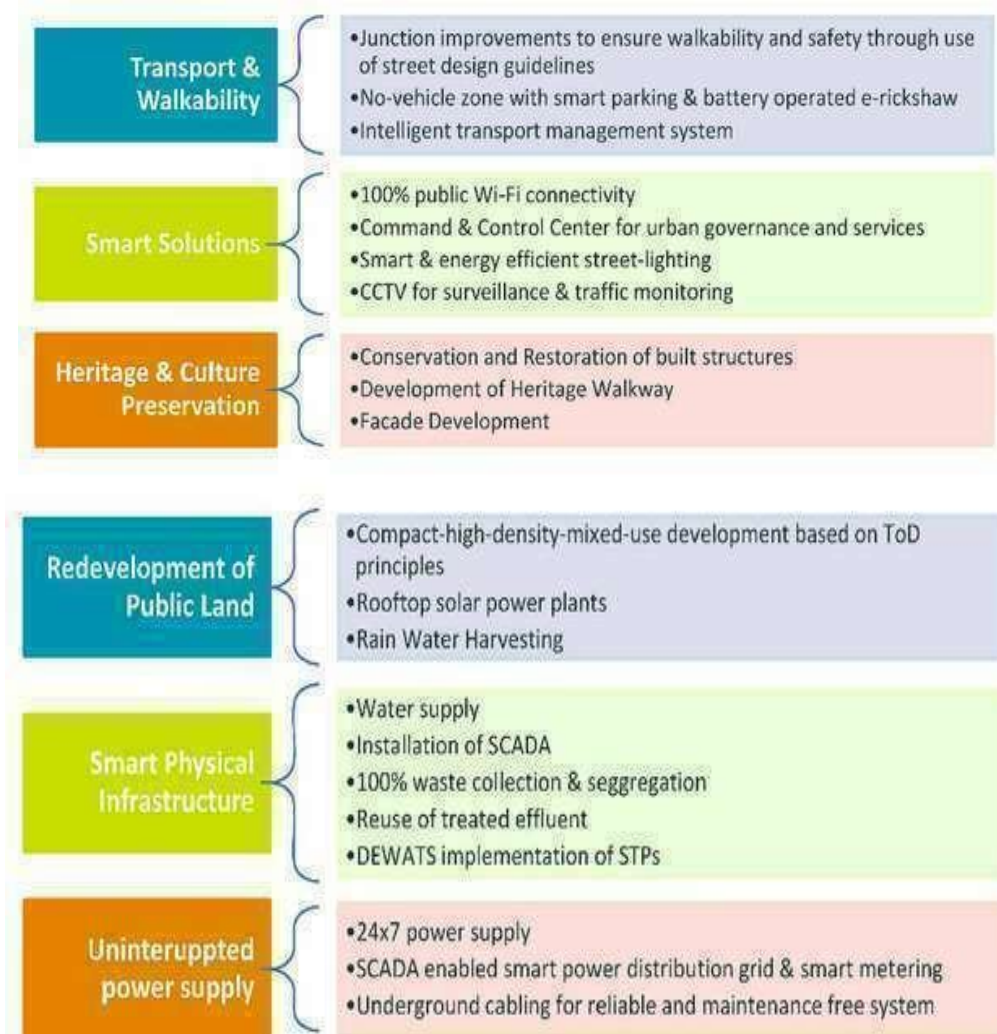 Transport &
Walkability
•Junction improvements to ensure walkability and safety through use
of street design guidelines
•No-vehicle zone with smart parking & battery operated e-rickshaw
•Intelligent transport management system
Smart Solutions
•100% public Wi-Fi connectivity
•Command & Control Center for urban governance and services
•Smart & energy efficient street-lighting
•CCTV for surveillance & traffic monitoring
Heritage & Culture
Preservation
•Conservation and Restoration of built structures
•Development of Heritage Walkway
•Facade Development
Redevelopment of
Public Land
•Compact-high-density-mixed-use development based on ToD
principles
•Rooftop solar power plants
•Rain Water Harvesting
Smart Physical
Infrastructure
•Water supply
•Installation of SCADA
•100% waste collection & seggregation
•Reuse of treated effluent
•DEWATS implementation of STPs
Uninteruppted
power supply
•24x7 power supply
•SCADA enabled smart power distribution grid & smart metering
•Underground cabling for reliable and maintenance free system